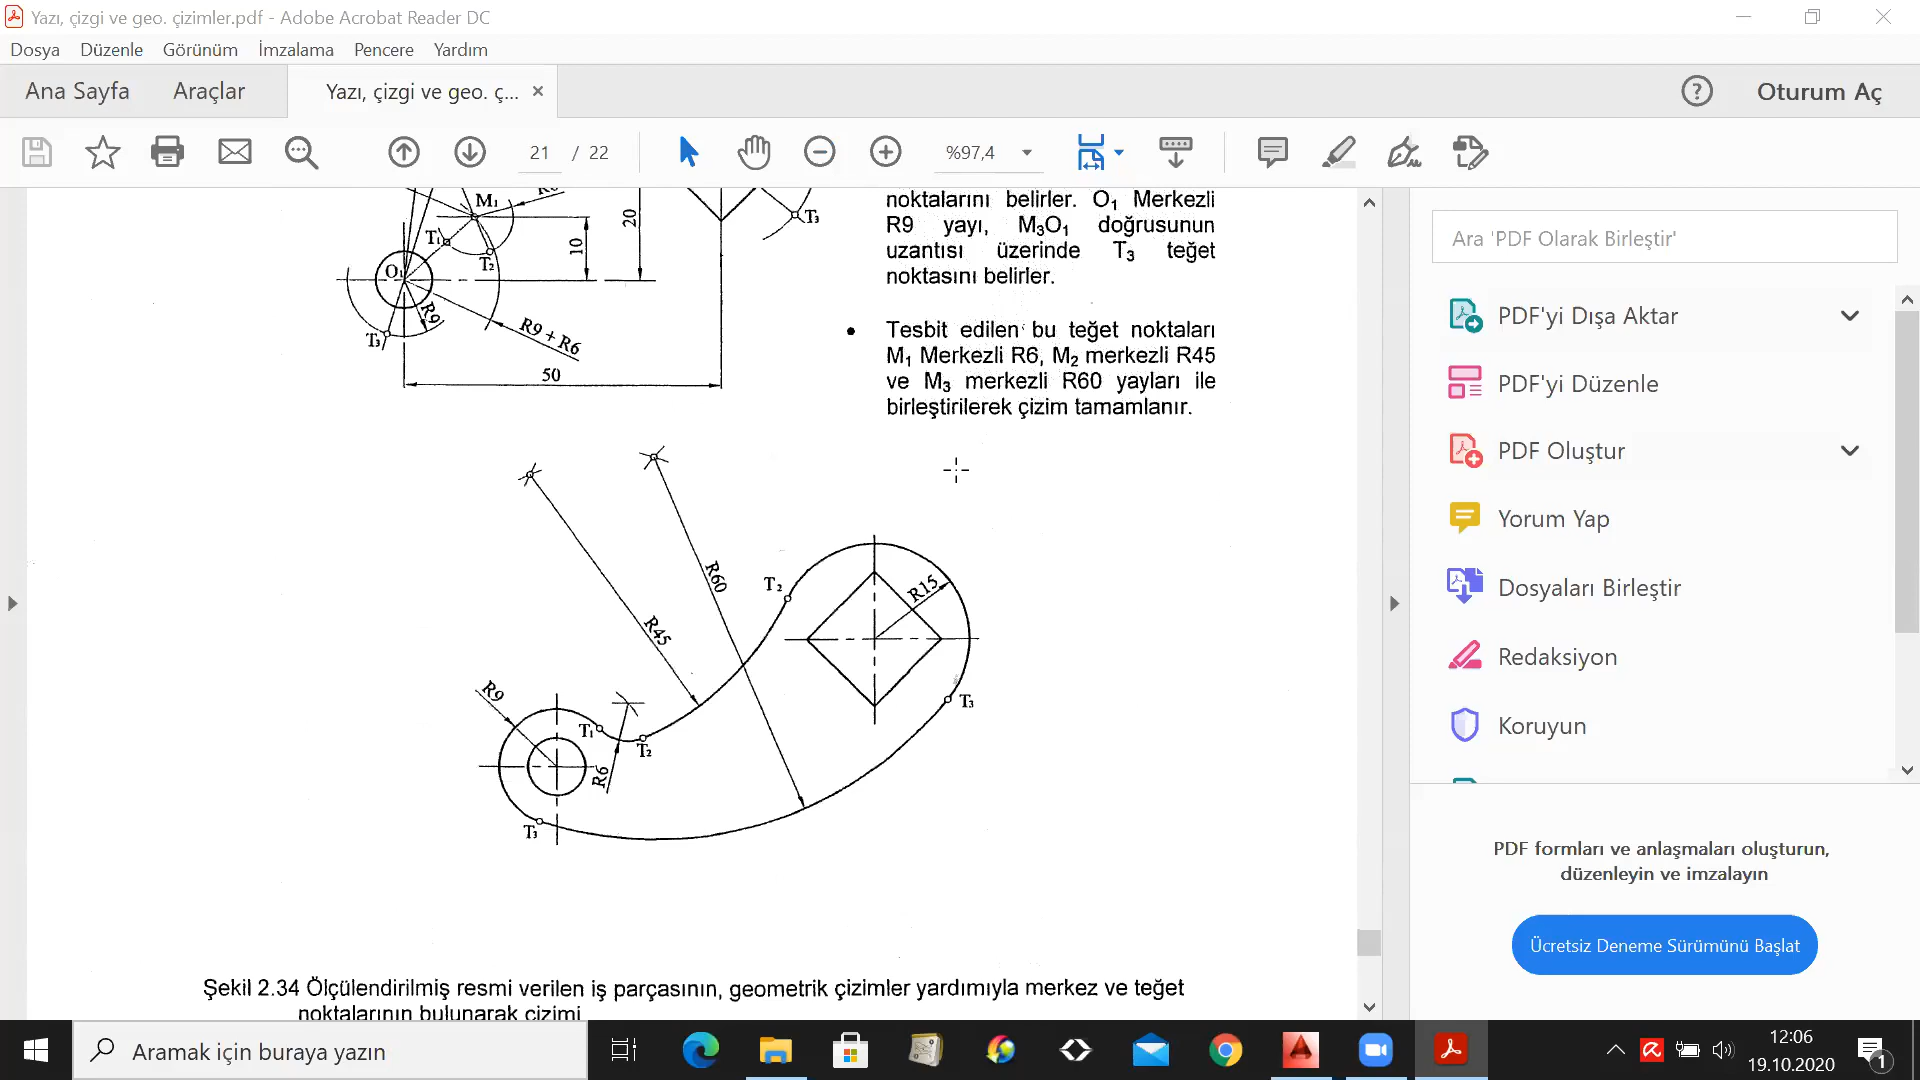 Yazı, çizgi ve geo. çizimler.pdf - Adobe Acrobat Reader DC
Dosya Düzenle Görünüm İmzalama Pencere Yardım
Ana Sayfa Araçlar Yazı, çizgi ve geo. ç... Oturum Aç
21 / 22 %97,4
M₁
T₁
T₂
O₁
R9
T₃
R9 + R6
10
20
50
T₃
noktalarını belirler. O₁ Merkezli
R9 yayı, M₃O₁ doğrusunun
uzantısı üzerinde T₃ teğet
noktasını belirler.
• Tesbit edilen bu teğet noktaları
M₁ Merkezli R6, M₂ merkezli R45
ve M₃ merkezli R60 yayları ile
birleştirilerek çizim tamamlanır.
R60
T₂
R15
R45
R9
T₁
T₂
R6
T₃
T₃
Şekil 2.34 Ölçülendirilmiş resmi verilen iş parçasının, geometrik çizimler yardımıyla merkez ve teğet
noktalarının bulunarak çizimi
Ara 'PDF Olarak Birleştir'
PDF'yi Dışa Aktar
PDF'yi Düzenle
PDF Oluştur
Yorum Yap
Dosyaları Birleştir
Redaksiyon
Koruyun
PDF formları ve anlaşmaları oluşturun,
düzenleyin ve imzalayın
Ücretsiz Deneme Sürümünü Başlat
Aramak için buraya yazın
12:06
19.10.2020
1